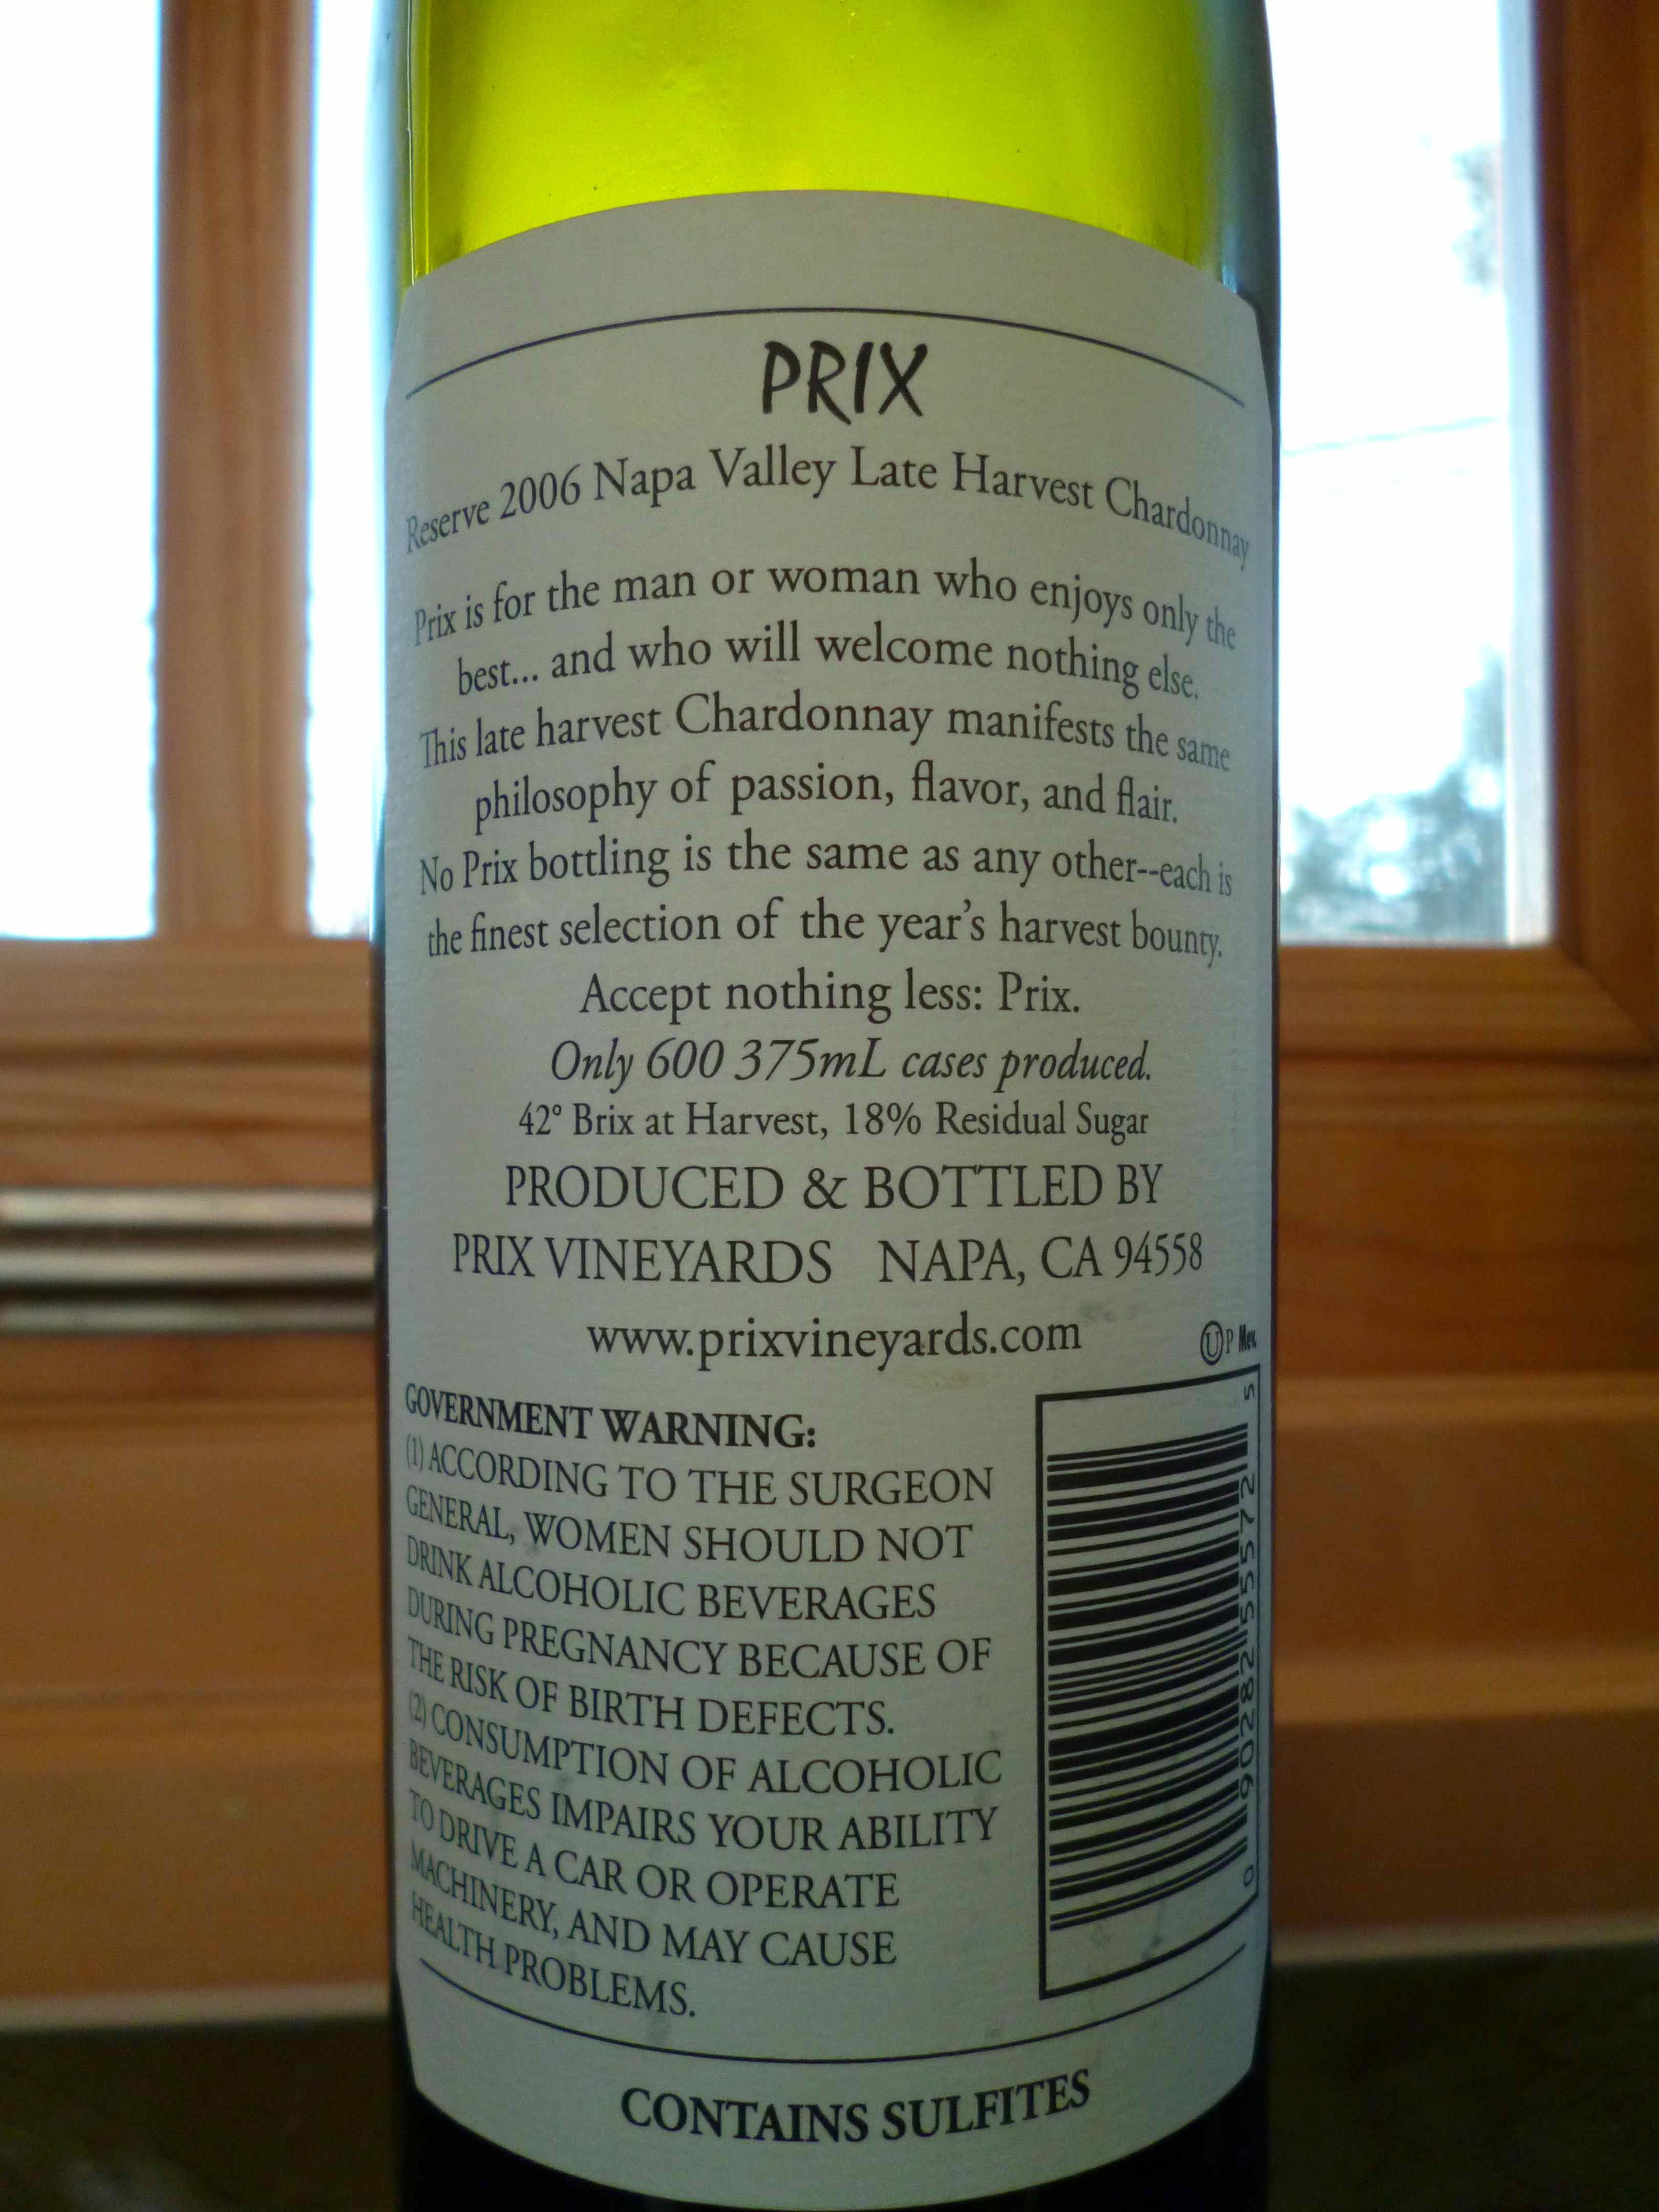 PRIX
Reserve 2006 Napa Valley Late Harvest Chardonnay
Prix is for the man or woman who enjoys only the
best... and who will welcome nothing else.
This late harvest Chardonnay manifests the same
philosophy of passion, flavor, and flair.
No Prix bottling is the same as any other--each is
the finest selection of the year's harvest bounty.
Accept nothing less: Prix.
Only 600 375mL cases produced.
42° Brix at Harvest, 18% Residual Sugar
PRODUCED & BOTTLED BY
PRIX VINEYARDS NAPA, CA 94558
www.prixvineyards.com
Ⓤ P Mev.
GOVERNMENT WARNING:
(1) ACCORDING TO THE SURGEON
GENERAL, WOMEN SHOULD NOT
DRINK ALCOHOLIC BEVERAGES
DURING PREGNANCY BECAUSE OF
THE RISK OF BIRTH DEFECTS.
(2) CONSUMPTION OF ALCOHOLIC
BEVERAGES IMPAIRS YOUR ABILITY
TO DRIVE A CAR OR OPERATE
MACHINERY, AND MAY CAUSE
HEALTH PROBLEMS.
0 90282 55572 5
CONTAINS SULFITES